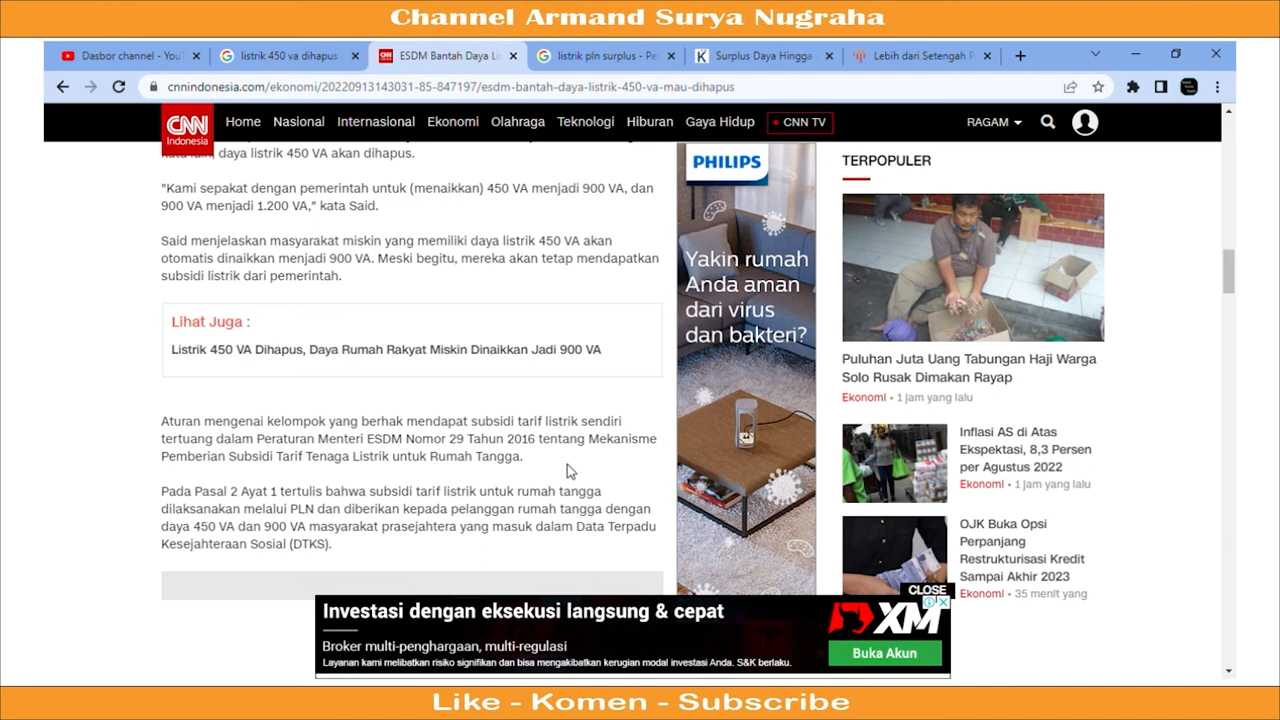 Channel Armand Surya Nugraha
Dasbor channel - YouT
listrik 450 va dihapus
ESDM Bantah Daya Lis
listrik pln surplus - Pe
Surplus Daya Hingga
Lebih dari Setengah P
cnnindonesia.com/ekonomi/20220913143031-85-847197/esdm-bantah-daya-listrik-450-va-mau-dihapus
CNN
Indonesia
Home Nasional Internasional Ekonomi Olahraga Teknologi Hiburan Gaya Hidup CNN TV RAGAM
kata lain, daya listrik 450 VA akan dihapus.
"Kami sepakat dengan pemerintah untuk (menaikkan) 450 VA menjadi 900 VA, dan
900 VA menjadi 1.200 VA," kata Said.
Said menjelaskan masyarakat miskin yang memiliki daya listrik 450 VA akan
otomatis dinaikkan menjadi 900 VA. Meski begitu, mereka akan tetap mendapatkan
subsidi listrik dari pemerintah.
Lihat Juga :
Listrik 450 VA Dihapus, Daya Rumah Rakyat Miskin Dinaikkan Jadi 900 VA
Aturan mengenai kelompok yang berhak mendapat subsidi tarif listrik sendiri
tertuang dalam Peraturan Menteri ESDM Nomor 29 Tahun 2016 tentang Mekanisme
Pemberian Subsidi Tarif Tenaga Listrik untuk Rumah Tangga.
Pada Pasal 2 Ayat 1 tertulis bahwa subsidi tarif listrik untuk rumah tangga
dilaksanakan melalui PLN dan diberikan kepada pelanggan rumah tangga dengan
daya 450 VA dan 900 VA masyarakat prasejahtera yang masuk dalam Data Terpadu
Kesejahteraan Sosial (DTKS).
PHILIPS
Yakin rumah
Anda aman
dari virus
dan bakteri?
TERPOPULER
Puluhan Juta Uang Tabungan Haji Warga
Solo Rusak Dimakan Rayap
Ekonomi • 1 jam yang lalu
Inflasi AS di Atas
Ekspektasi, 8,3 Persen
per Agustus 2022
Ekonomi • 1 jam yang lalu
OJK Buka Opsi
Perpanjang
Restrukturisasi Kredit
Sampai Akhir 2023
Ekonomi • 35 menit yang
CLOSE
Investasi dengan eksekusi langsung & cepat
Broker multi-penghargaan, multi-regulasi
Layanan kami melibatkan risiko signifikan dan bisa mengakibatkan kerugian modal investasi Anda. S&K berlaku.
XM
Buka Akun
Like - Komen - Subscribe